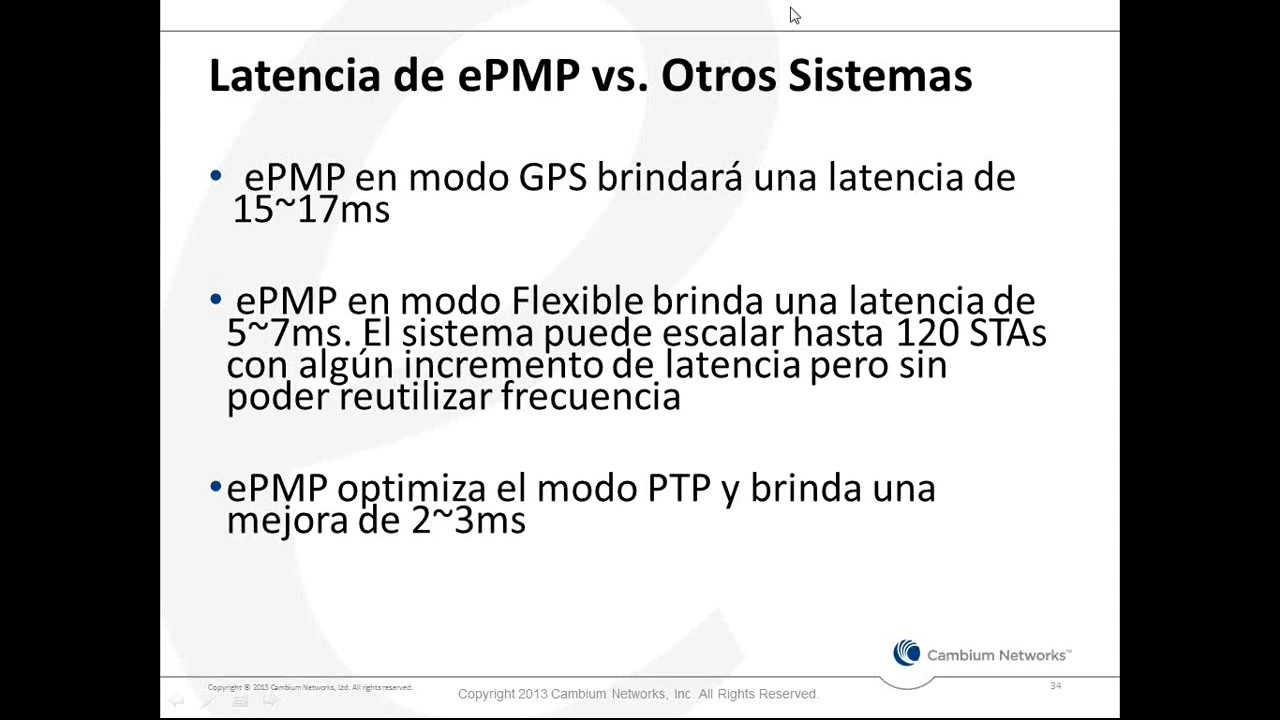 Latencia de ePMP vs. Otros Sistemas
• ePMP en modo GPS brindará una latencia de
15~17ms
• ePMP en modo Flexible brinda una latencia de
5~7ms. El sistema puede escalar hasta 120 STAs
con algún incremento de latencia pero sin
poder reutilizar frecuencia
•ePMP optimiza el modo PTP y brinda una
mejora de 2~3ms
Cambium Networks™
Copyright ® 2013 Cambium Networks, Ltd. All rights reserved.
Copyright 2013 Cambium Networks, Inc. All Rights Reserved.
34